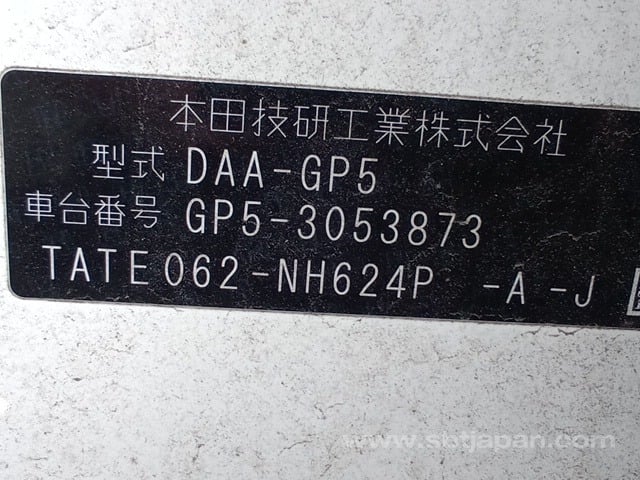 本田技研工業株式会社
型式 DAA-GP5
車台番号 GP5-3053873
TATE062-NH624P -A-J
www.sbtjapan.com